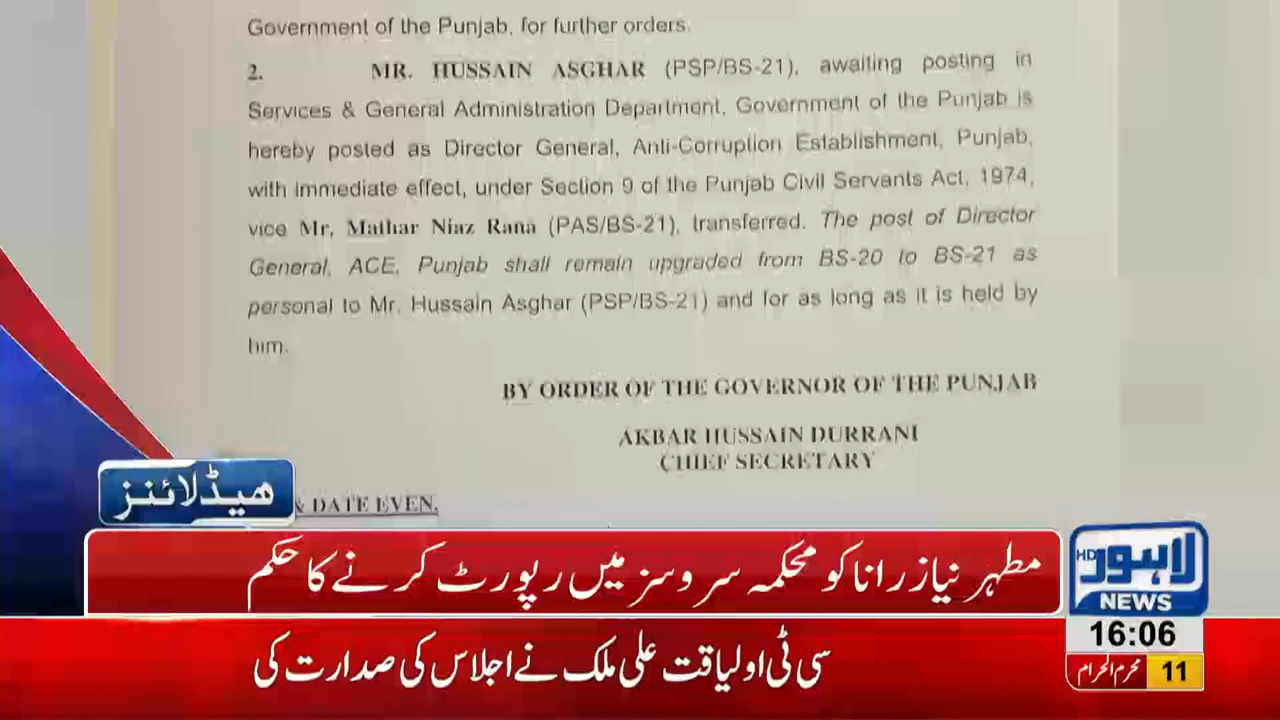 Government of the Punjab, for further orders.
2. MR. HUSSAIN ASGHAR (PSP/BS-21), awaiting posting in
Services & General Administration Department, Government of the Punjab is
hereby posted as Director General, Anti-Corruption Establishment, Punjab,
with immediate effect, under Section 9 of the Punjab Civil Servants Act, 1974,
vice Mr. Mathar Niaz Rana (PAS/BS-21), transferred. The post of Director
General, ACE, Punjab shall remain upgraded from BS-20 to BS-21 as
personal to Mr. Hussain Asghar (PSP/BS-21) and for as long as it is held by
him.
BY ORDER OF THE GOVERNOR OF THE PUNJAB
AKBAR HUSSAIN DURRANI
CHIEF SECRETARY
& DATE EVEN.
ہیڈلائنز
مطہر نیاز رانا کو محکمہ سروسز میں رپورٹ کرنے کا حکم
لاہور HD
NEWS
16:06
11 محرم الحرام
سی ٹی او لیاقت علی ملک نے اجلاس کی صدارت کی